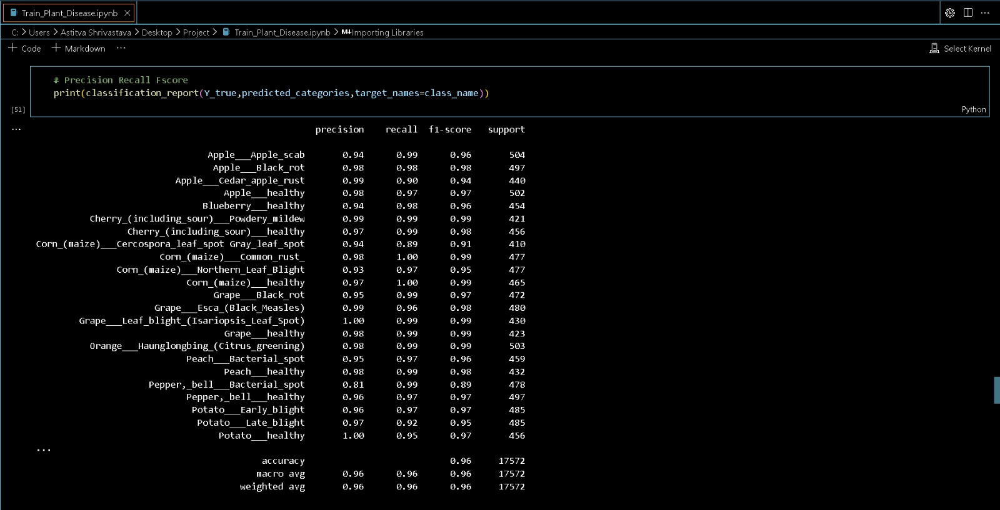 Train_Plant_Disease.ipynb
C: > Users > Astitva Shrivastava > Desktop > Project > Train_Plant_Disease.ipynb > M↓Importing Libraries
+ Code + Markdown ... Select Kernel
# Precision Recall Fscore
print(classification_report(Y_true,predicted_categories,target_names=class_name))
[51] Python
... precision recall f1-score support
Apple___Apple_scab 0.94 0.99 0.96 504
Apple___Black_rot 0.98 0.98 0.98 497
Apple___Cedar_apple_rust 0.99 0.90 0.94 440
Apple___healthy 0.98 0.97 0.97 502
Blueberry___healthy 0.94 0.98 0.96 454
Cherry_(including_sour)___Powdery_mildew 0.99 0.99 0.99 421
Cherry_(including_sour)___healthy 0.97 0.99 0.98 456
Corn_(maize)___Cercospora_leaf_spot Gray_leaf_spot 0.94 0.89 0.91 410
Corn_(maize)___Common_rust_ 0.98 1.00 0.99 477
Corn_(maize)___Northern_Leaf_Blight 0.93 0.97 0.95 477
Corn_(maize)___healthy 0.97 1.00 0.99 465
Grape___Black_rot 0.95 0.99 0.97 472
Grape___Esca_(Black_Measles) 0.99 0.96 0.98 480
Grape___Leaf_blight_(Isariopsis_Leaf_Spot) 1.00 0.99 0.99 430
Grape___healthy 0.98 0.99 0.99 423
Orange___Haunglongbing_(Citrus_greening) 0.98 0.99 0.99 503
Peach___Bacterial_spot 0.95 0.97 0.96 459
Peach___healthy 0.98 0.99 0.98 432
Pepper,_bell___Bacterial_spot 0.81 0.99 0.89 478
Pepper,_bell___healthy 0.96 0.97 0.97 497
Potato___Early_blight 0.96 0.97 0.97 485
Potato___Late_blight 0.97 0.92 0.95 485
Potato___healthy 1.00 0.95 0.97 456
...
accuracy 0.96 17572
macro avg 0.96 0.96 0.96 17572
weighted avg 0.96 0.96 0.96 17572